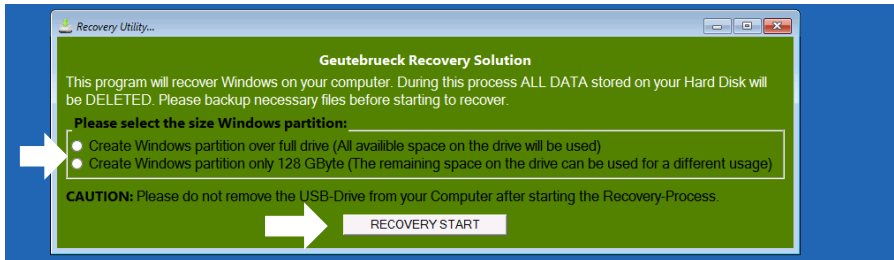 Recovery Utility...
Geutebrueck Recovery Solution
This program will recover Windows on your computer. During this process ALL DATA stored on your Hard Disk will
be DELETED. Please backup necessary files before starting to recover.
Please select the size Windows partition:
Create Windows partition over full drive (All availible space on the drive will be used)
Create Windows partition only 128 GByte (The remaining space on the drive can be used for a different usage)
CAUTION: Please do not remove the USB-Drive from your Computer after starting the Recovery-Process.
RECOVERY START